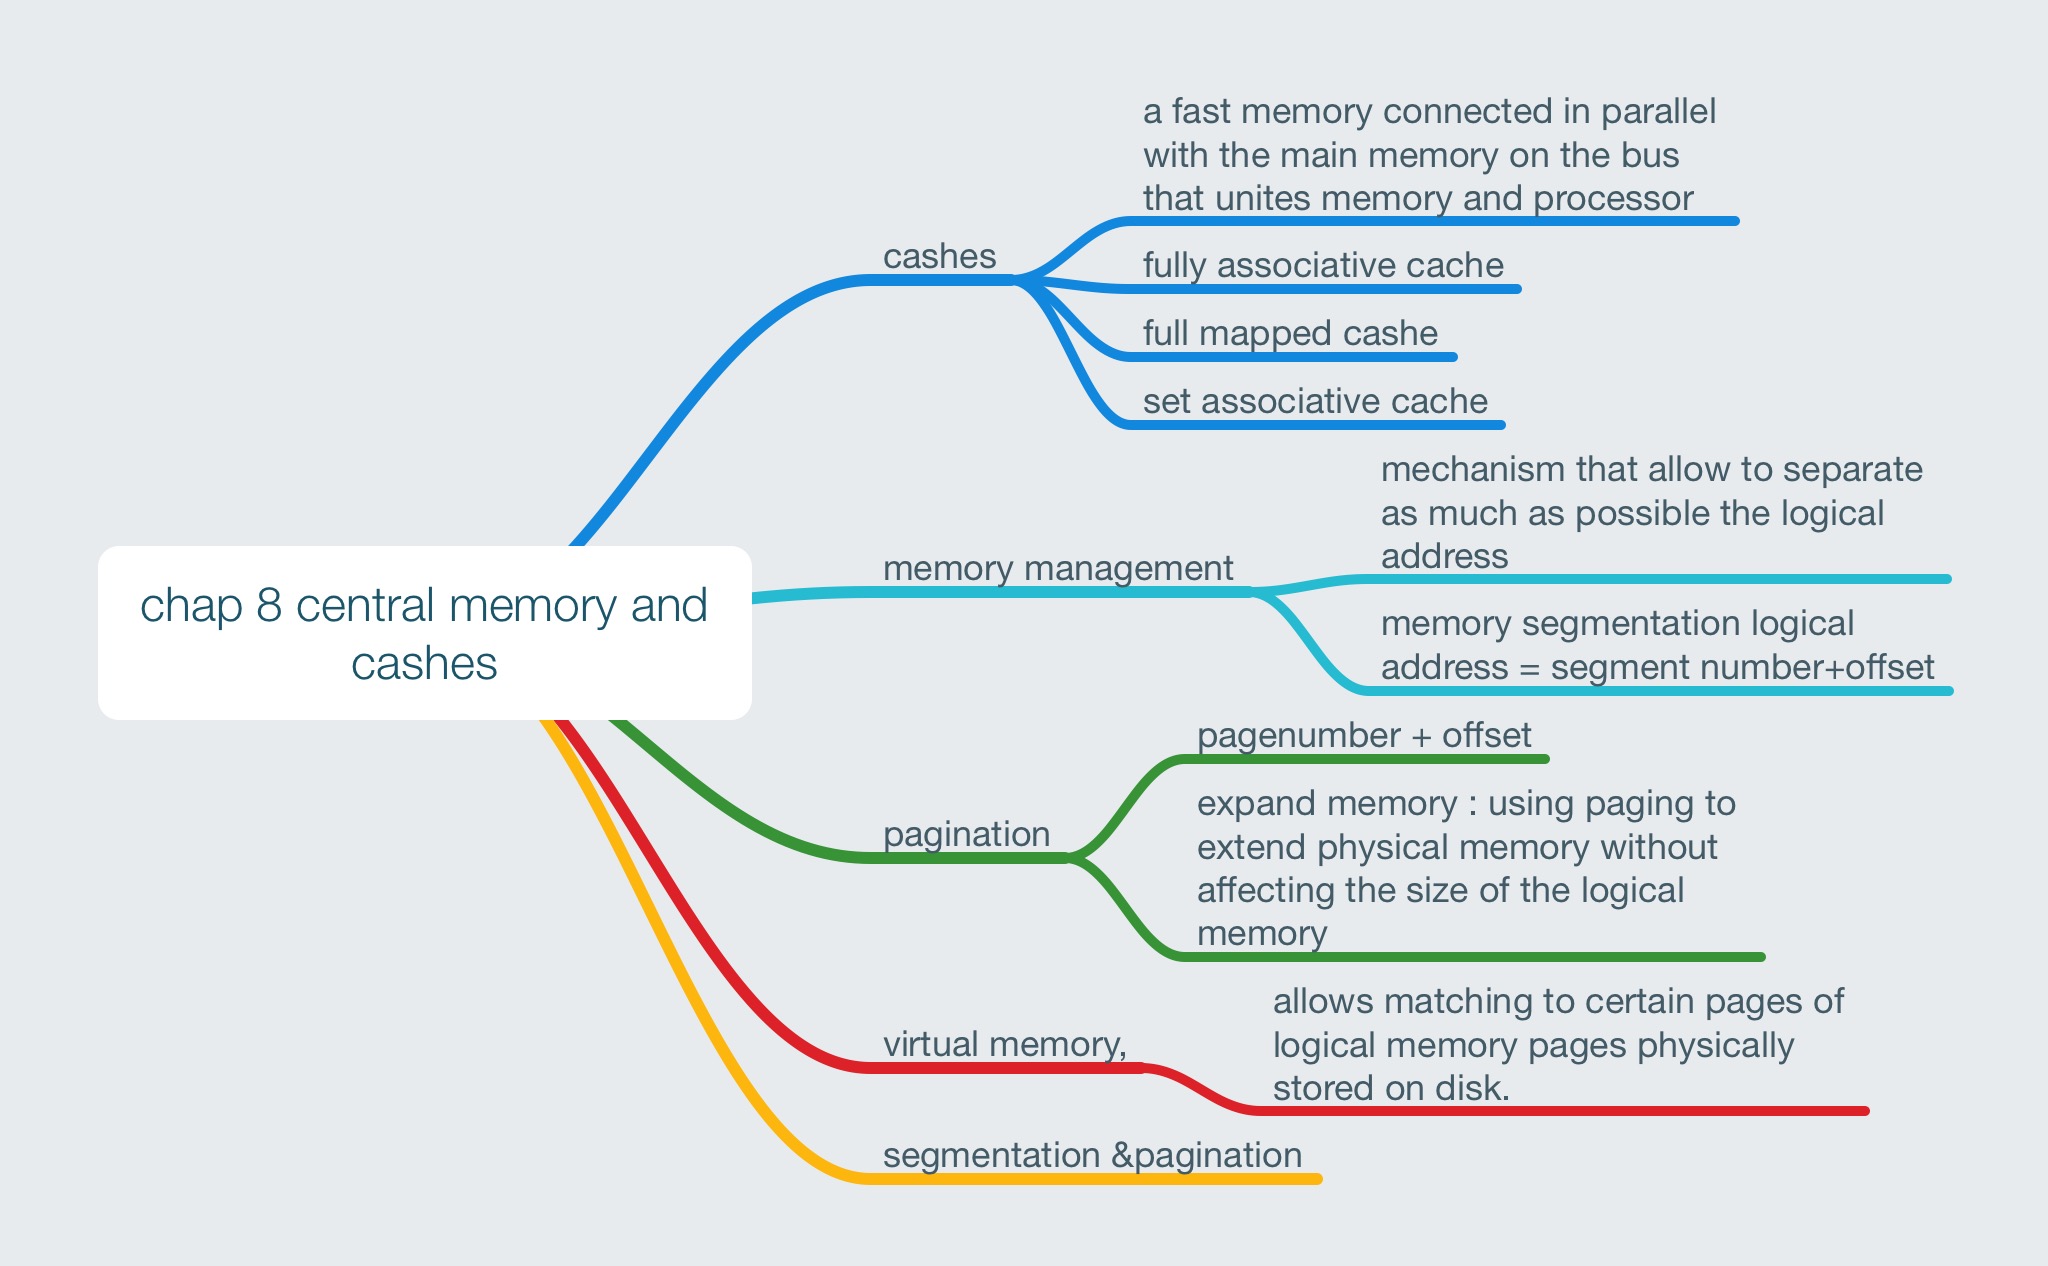 chap 8 central memory and
cashes
cashes
a fast memory connected in parallel
with the main memory on the bus
that unites memory and processor
fully associative cache
full mapped cashe
set associative cache
memory management
mechanism that allow to separate
as much as possible the logical
address
memory segmentation logical
address = segment number+offset
pagination
pagenumber + offset
expand memory : using paging to
extend physical memory without
affecting the size of the logical
memory
virtual memory,
allows matching to certain pages of
logical memory pages physically
stored on disk.
segmentation &pagination